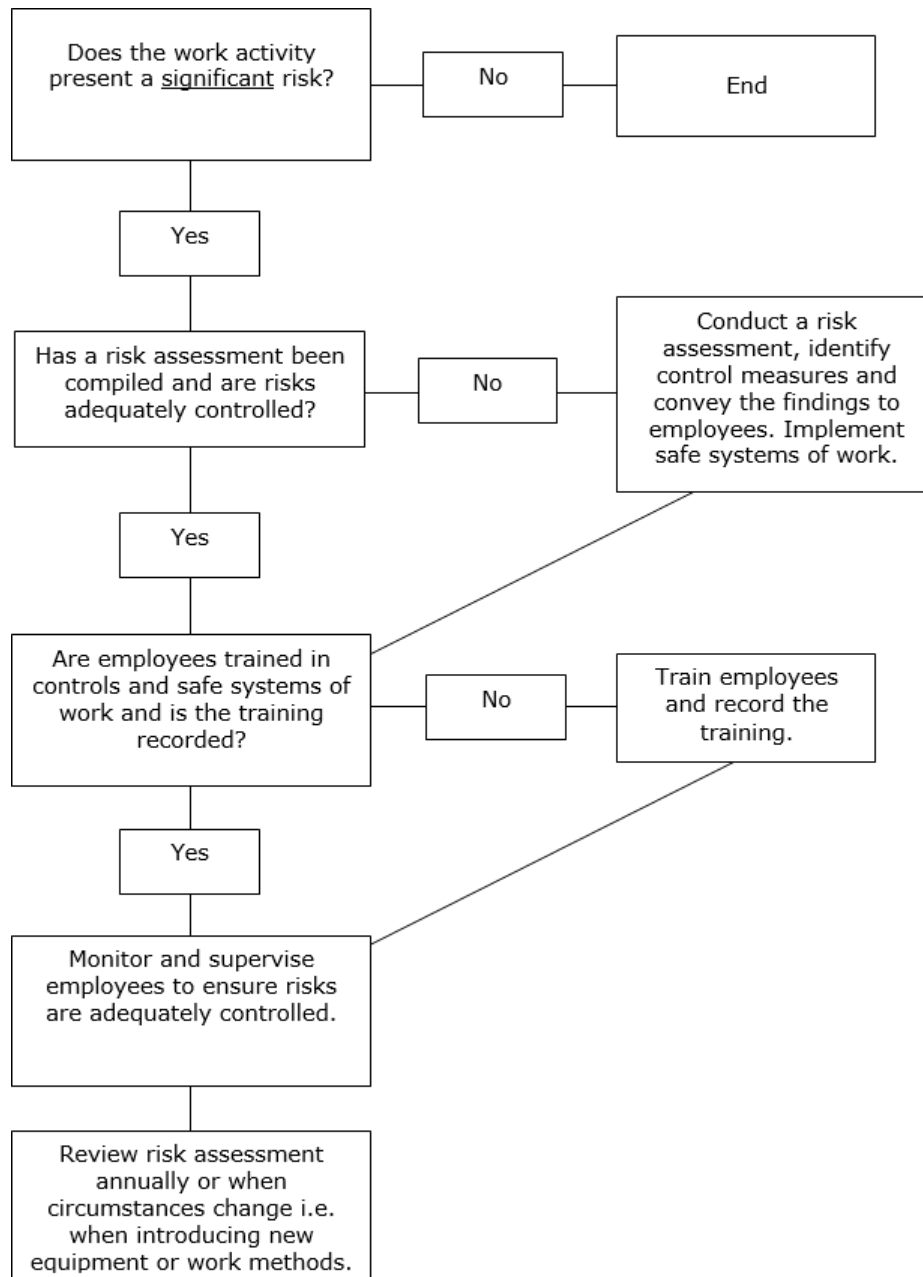 Does the work activity
present a significant risk?
No
End
Yes
Has a risk assessment been
compiled and are risks
adequately controlled?
No
Conduct a risk
assessment, identify
control measures and
convey the findings to
employees. Implement
safe systems of work.
Yes
Are employees trained in
controls and safe systems of
work and is the training
recorded?
No
Train employees
and record the
training.
Yes
Monitor and supervise
employees to ensure risks
are adequately controlled.
Review risk assessment
annually or when
circumstances change i.e.
when introducing new
equipment or work methods.